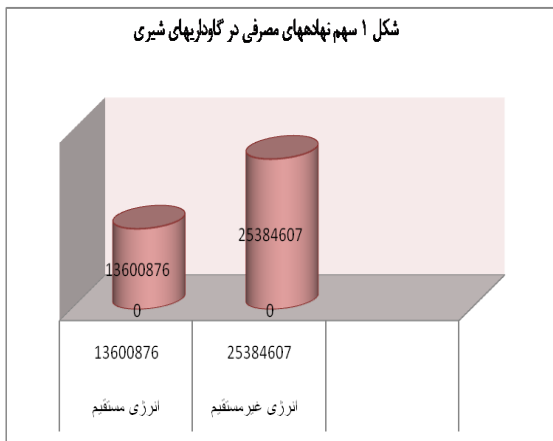 شکل ۱ سهم نهادههای مصرفی در گاوداریهای شیری
25384607
13600876
0 0
13600876 25384607
انرژی مستقیم انرژی غیرمستقیم